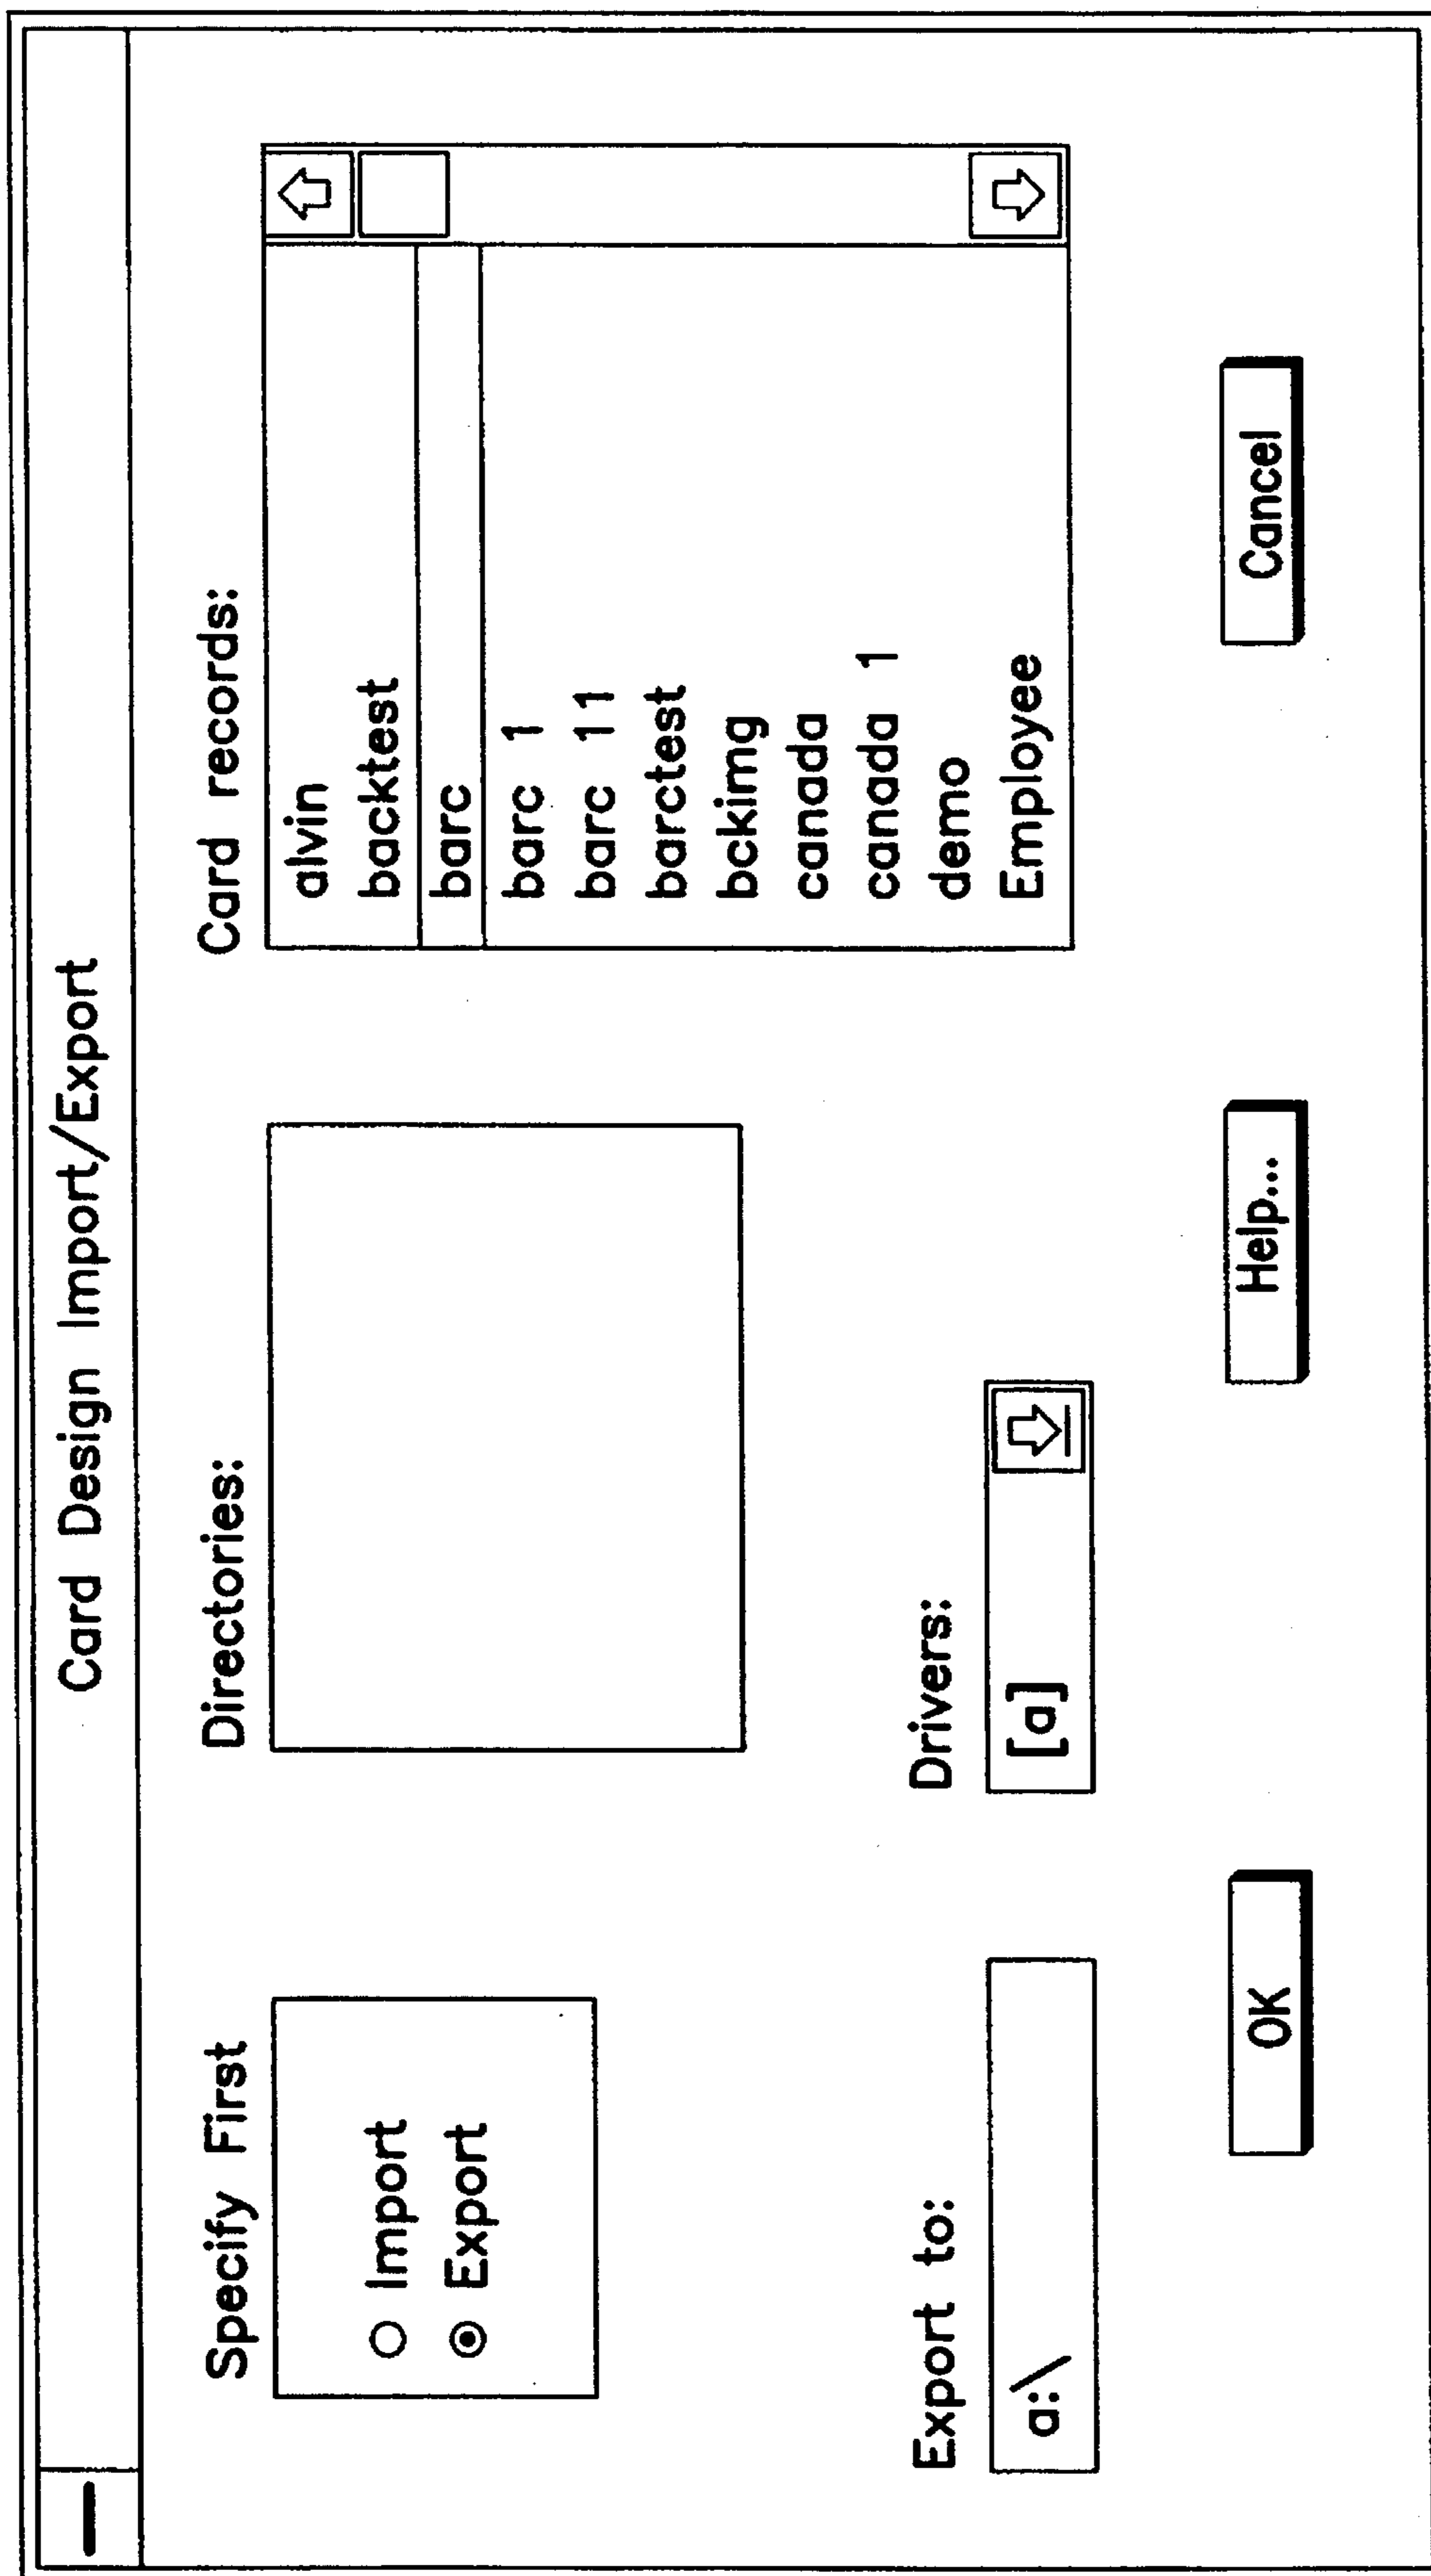 Card Design Import/Export
Specify First
Import
Export
Directories:
Card records:
alvin
backtest
barc
barc 1
barc 11
barctest
bckimg
canada
canada 1
demo
Employee
Export to:
a:\
Drivers:
[a]
OK
Help...
Cancel